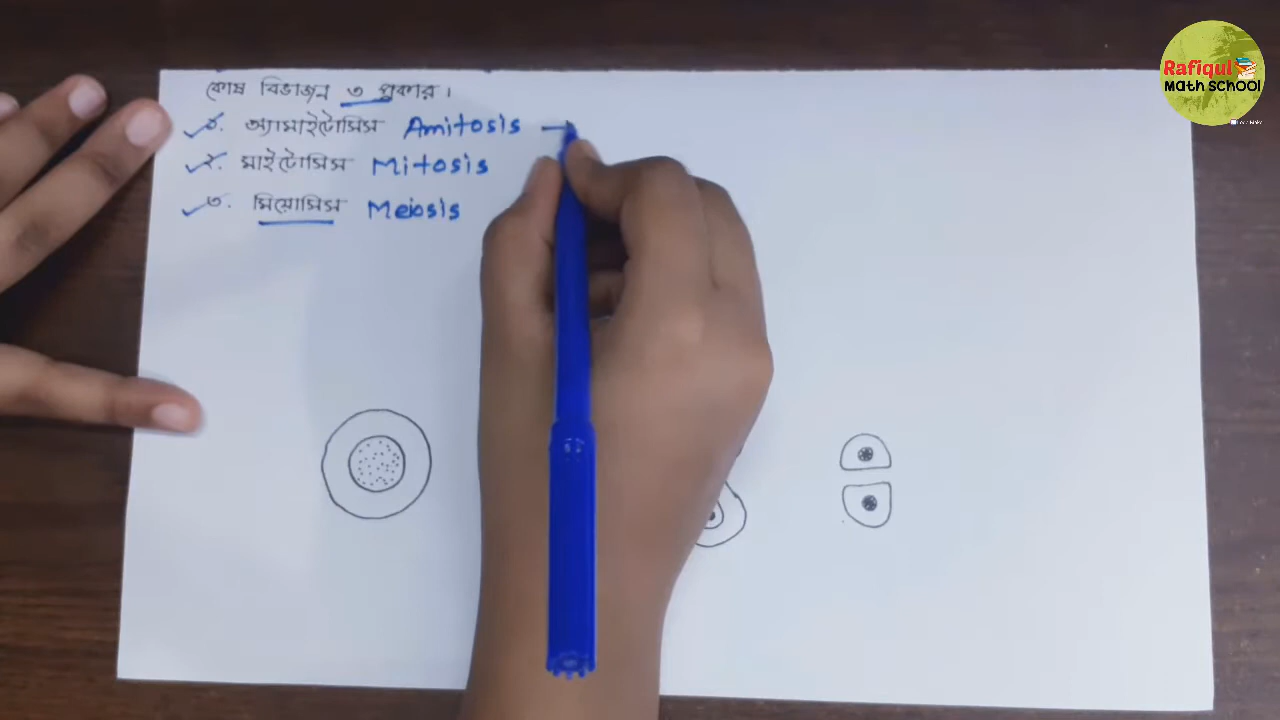 কোষ বিভাজন ৩ প্রকার।
১. অ্যামাইটোসিস Amitosis —
২. মাইটোসিস Mitosis
৩. মিয়োসিস Meiosis
Rafiqul
Math School